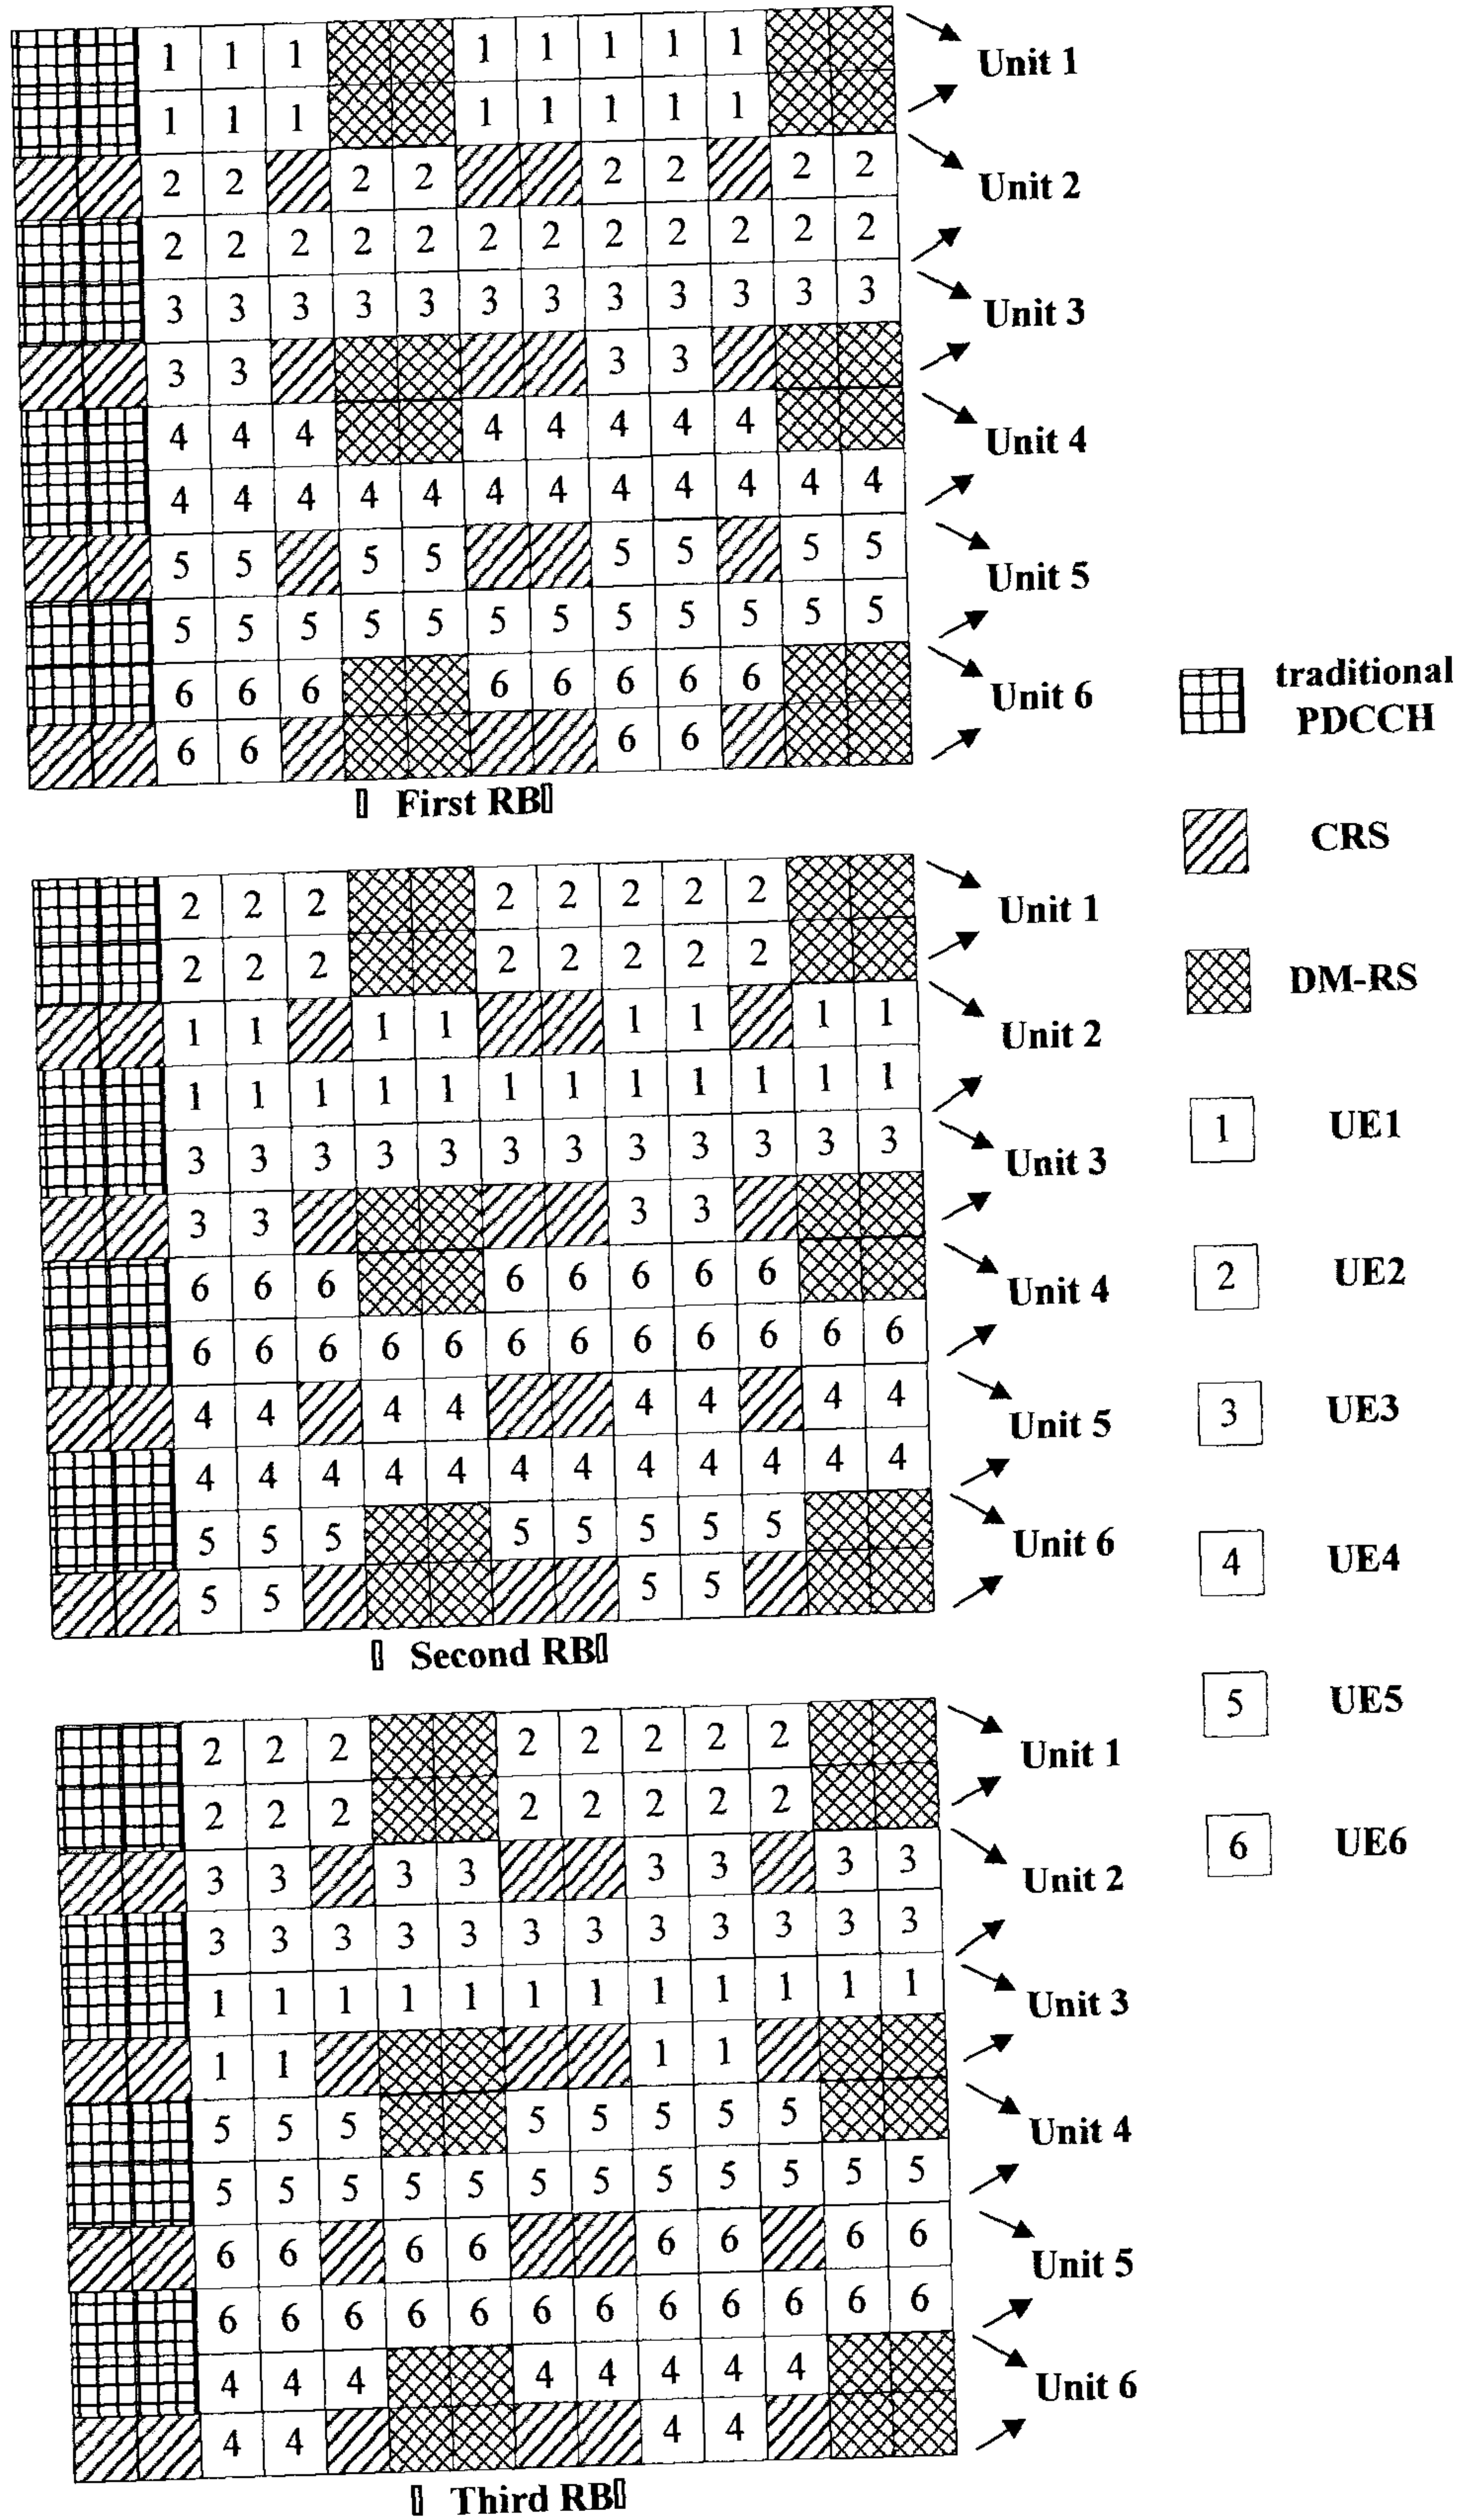 1 1 1 1 1 1 1 1
Unit 1
1 1 1 1 1 1 1 1
2 2 2 2 2 2 2 2
Unit 2
2 2 2 2 2 2 2 2 2 2 2 2
3 3 3 3 3 3 3 3 3 3 3 3
Unit 3
3 3 3 3
4 4 4 4 4 4 4 4
Unit 4
4 4 4 4 4 4 4 4 4 4 4 4
5 5 5 5 5 5 5 5
Unit 5
5 5 5 5 5 5 5 5 5 5 5 5
6 6 6 6 6 6 6 6
Unit 6
6 6 6 6
First RB
2 2 2 2 2 2 2 2
Unit 1
2 2 2 2 2 2 2 2
1 1 1 1 1 1 1 1
Unit 2
1 1 1 1 1 1 1 1 1 1 1 1
3 3 3 3 3 3 3 3 3 3 3 3
Unit 3
3 3 3 3
6 6 6 6 6 6 6 6
Unit 4
6 6 6 6 6 6 6 6 6 6 6 6
4 4 4 4 4 4 4 4
Unit 5
4 4 4 4 4 4 4 4 4 4 4 4
5 5 5 5 5 5 5 5
Unit 6
5 5 5 5
Second RB
2 2 2 2 2 2 2 2
Unit 1
2 2 2 2 2 2 2 2
3 3 3 3 3 3 3 3
Unit 2
3 3 3 3 3 3 3 3 3 3 3 3
1 1 1 1 1 1 1 1 1 1 1 1
Unit 3
1 1 1 1
5 5 5 5 5 5 5 5
Unit 4
5 5 5 5 5 5 5 5 5 5 5 5
6 6 6 6 6 6 6 6
Unit 5
6 6 6 6 6 6 6 6 6 6 6 6
4 4 4 4 4 4 4 4
Unit 6
4 4 4 4
Third RB
traditional
PDCCH
CRS
DM-RS
1 UE1
2 UE2
3 UE3
4 UE4
5 UE5
6 UE6